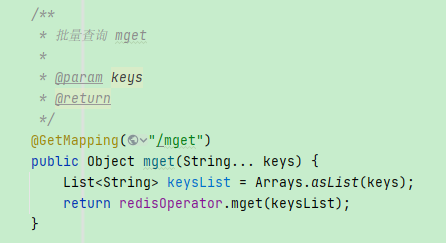 /**
 * 批量查询 mget
 *
 * @param keys
 * @return
 */
@GetMapping("/mget")
public Object mget(String... keys) {
    List<String> keysList = Arrays.asList(keys);
    return redisOperator.mget(keysList);
}